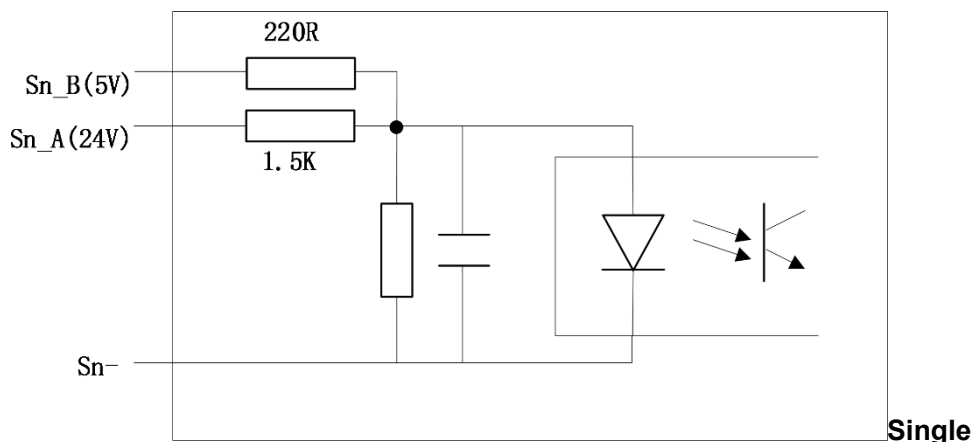 220R
Sn_B(5V)
Sn_A(24V)
1.5K
Sn-
Single